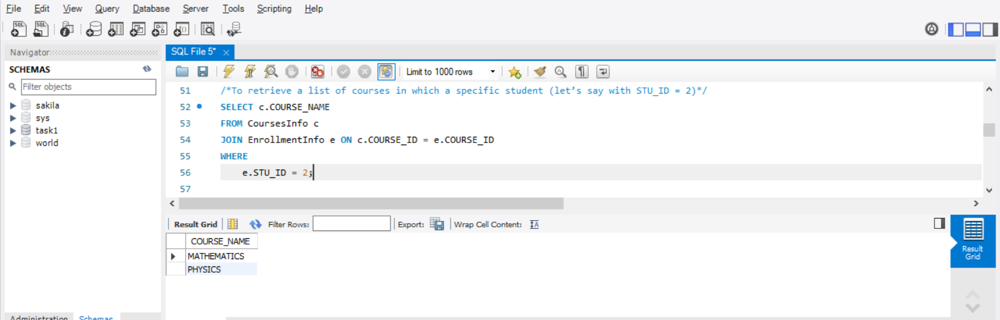 File Edit View Query Database Server Tools Scripting Help
SQL SQL
Navigator
SCHEMAS
Filter objects
sakila
sys
task1
world
Administration Schemas
SQL File 5*
Limit to 1000 rows
51 /*To retrieve a list of courses in which a specific student (let’s say with STU_ID = 2)*/
52 SELECT c.COURSE_NAME
53 FROM CoursesInfo c
54 JOIN EnrollmentInfo e ON c.COURSE_ID = e.COURSE_ID
55 WHERE
56 e.STU_ID = 2;
57
Result Grid Filter Rows: Export: Wrap Cell Content:
COURSE_NAME
MATHEMATICS
PHYSICS
Result
Grid